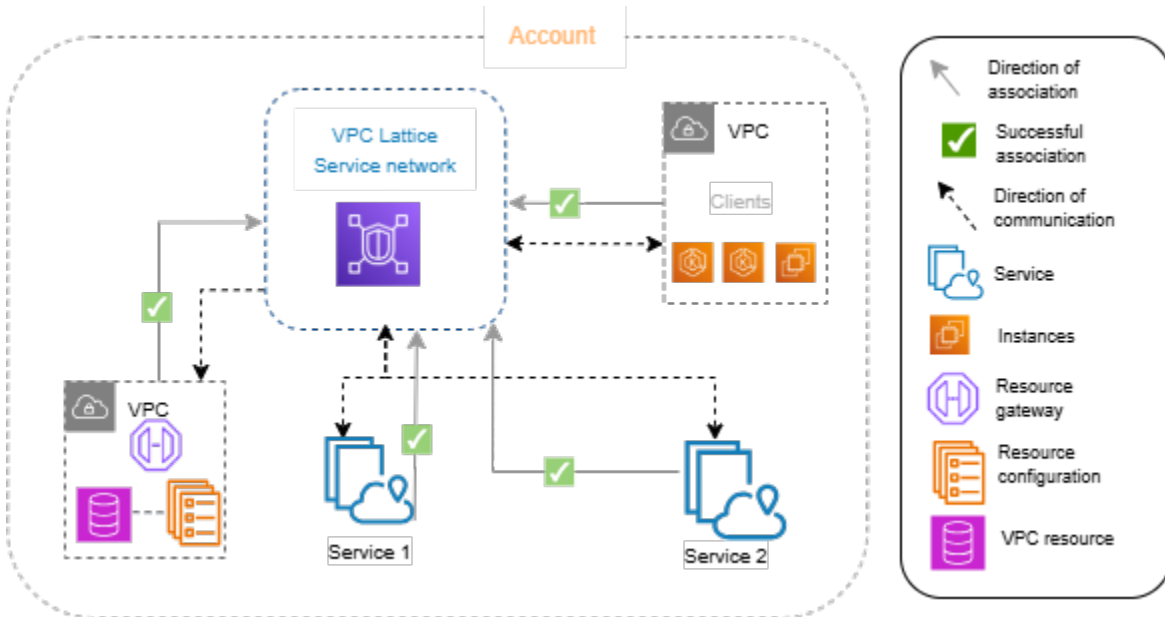 Account
VPC Lattice
Service network
VPC
Clients
VPC
Service 1
Service 2
Direction of
association
Successful
association
Direction of
communication
Service
Instances
Resource
gateway
Resource
configuration
VPC resource